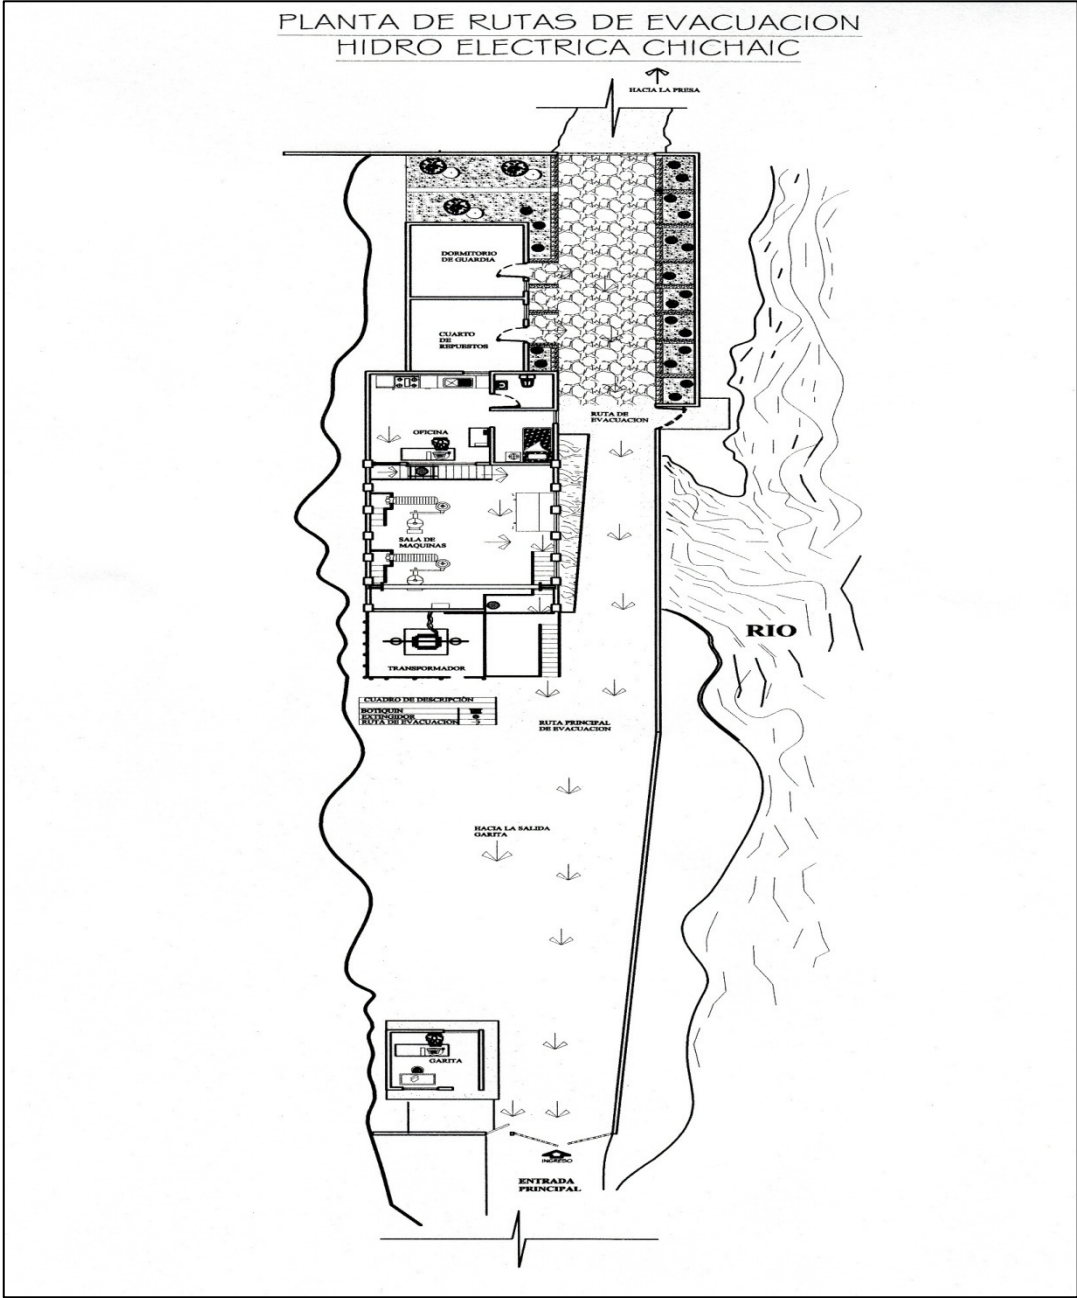 PLANTA DE RUTAS DE EVACUACION
HIDRO ELECTRICA CHICHAIC
HACIA LA PRESA
DORMITORIO
DE GUARDIA
CUARTO
DE
REPUESTOS
RUTA DE
EVACUACION
OFICINA
SALA DE
MAQUINAS
RIO
TRANSFORMADOR
CUADRO DE DESCRIPCIÓN
BOTIQUIN
EXTINGIDOR
RUTA DE EVACUACION
RUTA PRINCIPAL
DE EVACUACION
HACIA LA SALIDA
GARITA
GARITA
INGRESO
ENTRADA
PRINCIPAL